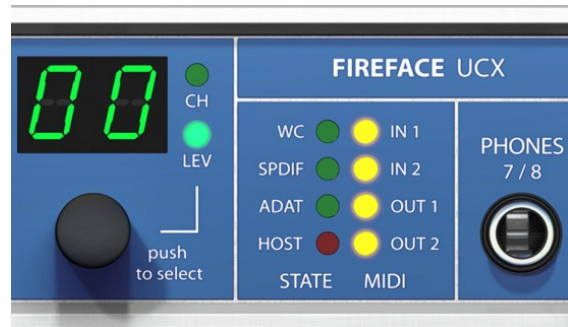 00
CH
LEV
push
to select
FIREFACE UCX
WC IN 1
SPDIF IN 2
ADAT OUT 1
HOST OUT 2
STATE MIDI
PHONES
7 / 8